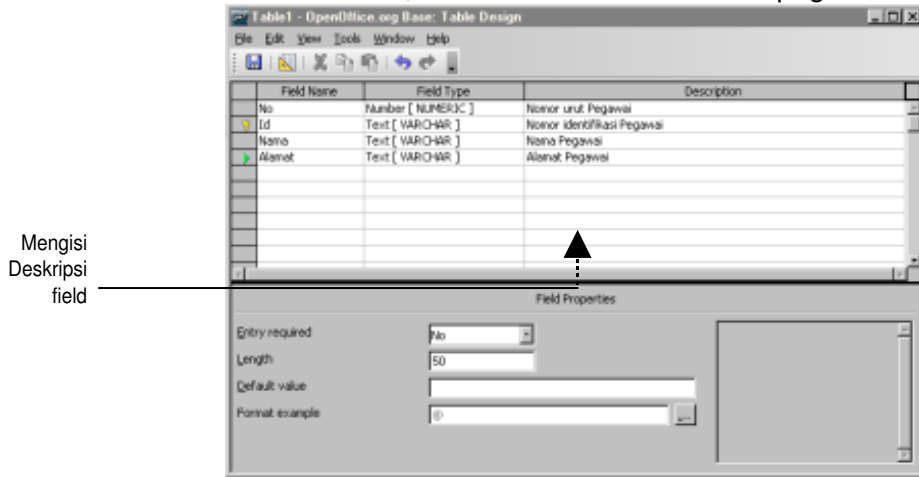 Table1 - OpenOffice.org Base: Table Design
File Edit View Tools Window Help
Field Name Field Type Description
No Number [ NUMERIC ] Nomor urut Pegawai
Id Text [ VARCHAR ] Nomor identifikasi Pegawai
Nama Text [ VARCHAR ] Nama Pegawai
Alamat Text [ VARCHAR ] Alamat Pegawai
Mengisi
Deskripsi
field
Field Properties
Entry required No
Length 50
Default value
Format example @